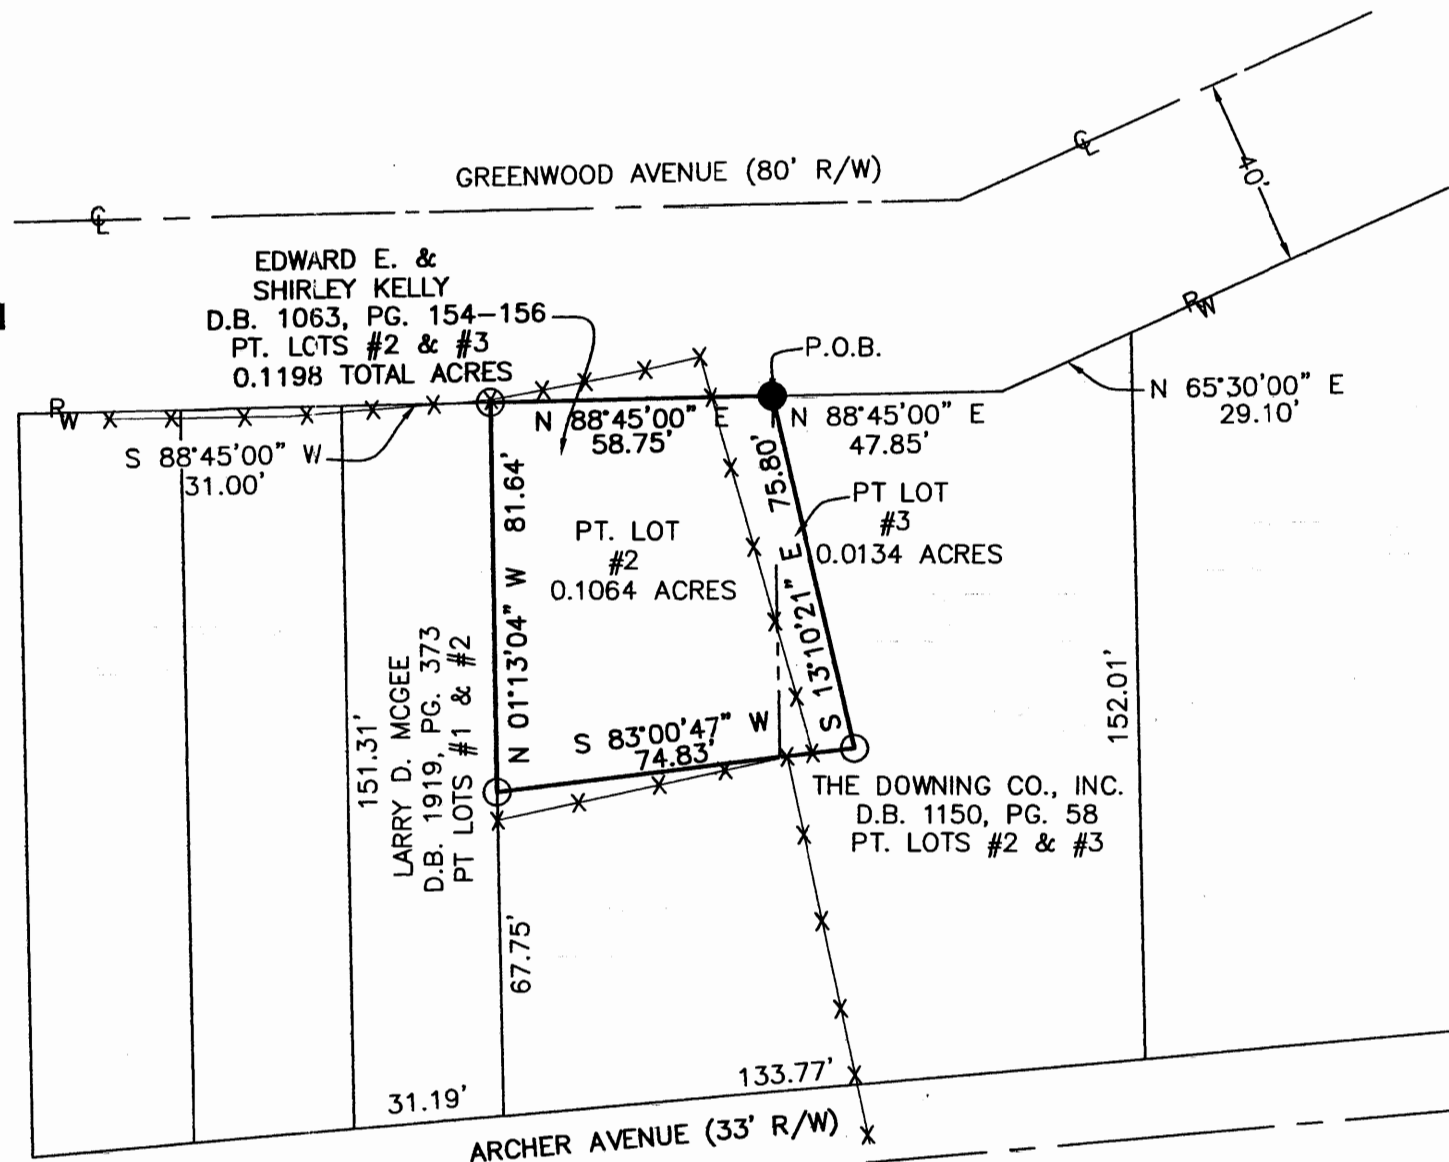 GREENWOOD AVENUE (80' R/W)
℄
℄
40'
EDWARD E. &
SHIRLEY KELLY
D.B. 1063, PG. 154-156
PT. LOTS #2 & #3
0.1198 TOTAL ACRES
P.O.B.
RW
RW
N 65°30'00" E
29.10'
S 88°45'00" W
31.00'
N 88°45'00" E
58.75'
N 88°45'00" E
47.85'
N 01°13'04" W 81.64'
S 13°10'21" E 75.80'
PT. LOT
#2
0.1064 ACRES
PT LOT
#3
0.0134 ACRES
S 83°00'47" W
74.83'
LARRY D. MCGEE
D.B. 1919, PG. 373
PT LOTS #1 & #2
151.31'
152.01'
THE DOWNING CO., INC.
D.B. 1150, PG. 58
PT. LOTS #2 & #3
67.75'
31.19'
133.77'
ARCHER AVENUE (33' R/W)